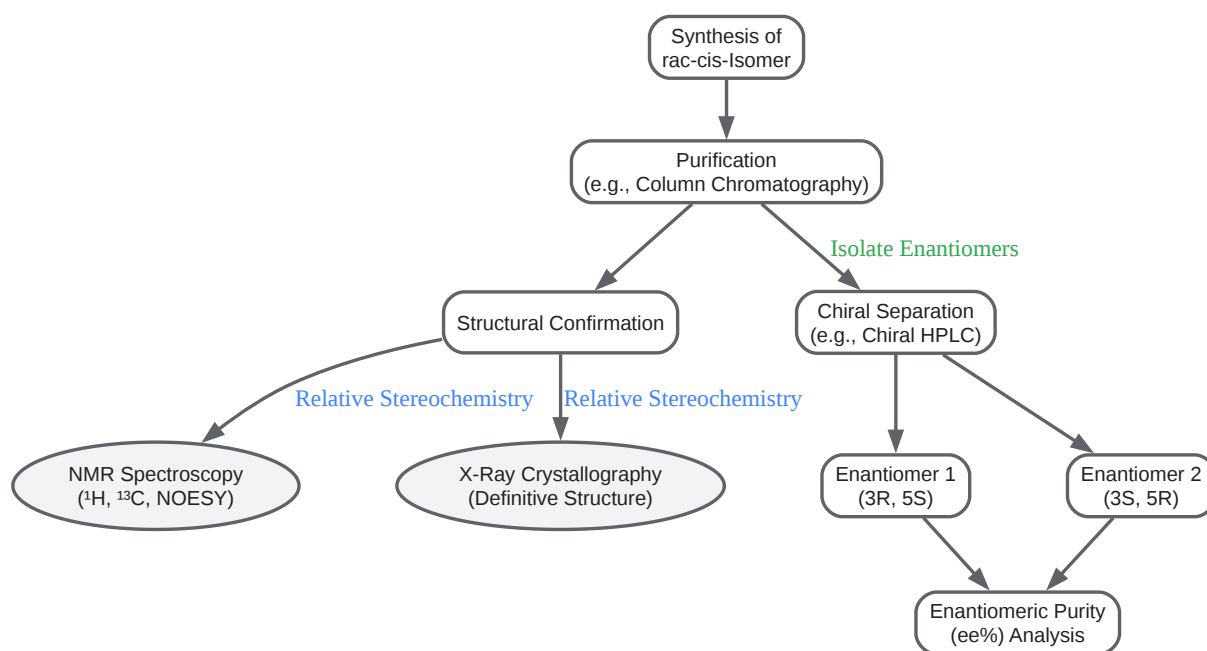 Synthesis of
rac-cis-Isomer
Purification
(e.g., Column Chromatography)
Isolate Enantiomers
Structural Confirmation
Chiral Separation
(e.g., Chiral HPLC)
Relative Stereochemistry
Relative Stereochemistry
NMR Spectroscopy
(¹H, ¹³C, NOESY)
X-Ray Crystallography
(Definitive Structure)
Enantiomer 1
(3R, 5S)
Enantiomer 2
(3S, 5R)
Enantiomeric Purity
(ee%) Analysis